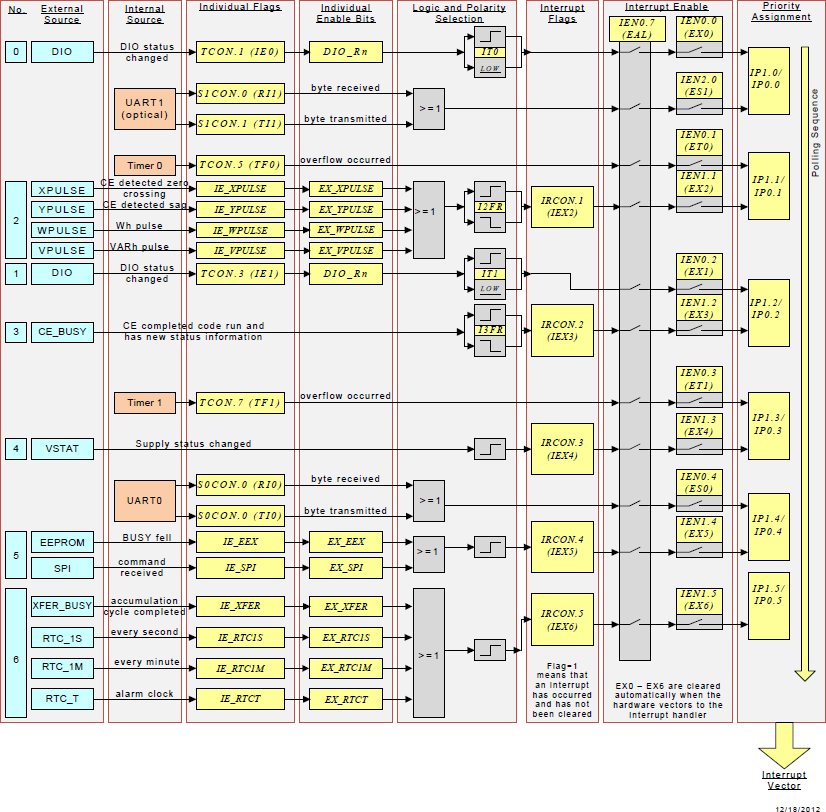 No.
External
Source
Internal
Source
Individual Flags
Individual
Enable Bits
Logic and Polarity
Selection
Interrupt
Flags
Interrupt Enable
Priority
Assignment
IEN0.7
(EAL)
IEN0.0
(EX0)
0
DIO
DIO status
changed
TCON.1 (IE0)
DIO_Rn
IT0
LOW
IP1.0/
IP0.0
Polling Sequence
UART1
(optical)
S1CON.0 (RI1)
byte received
S1CON.1 (TI1)
byte transmitted
>=1
IEN2.0
(ES1)
Timer 0
TCON.5 (TF0)
overflow occurred
IEN0.1
(ET0)
IP1.1/
IP0.1
2
XPULSE
CE detected zero
crossing
IE_XPULSE
EX_XPULSE
YPULSE
CE detected sag
IE_YPULSE
EX_YPULSE
WPULSE
Wh pulse
IE_WPULSE
EX_WPULSE
VPULSE
VARh pulse
IE_VPULSE
EX_VPULSE
>=1
I2FR
IRCON.1
(IEX2)
IEN1.1
(EX2)
1
DIO
DIO status
changed
TCON.3 (IE1)
DIO_Rn
IT1
LOW
IEN0.2
(EX1)
IP1.2/
IP0.2
3
CE_BUSY
CE completed code run and
has new status information
I3FR
IRCON.2
(IEX3)
IEN1.2
(EX3)
Timer 1
TCON.7 (TF1)
overflow occurred
IEN0.3
(ET1)
IP1.3/
IP0.3
4
VSTAT
Supply status changed
IRCON.3
(IEX4)
IEN1.3
(EX4)
UART0
S0CON.0 (RI0)
byte received
S0CON.0 (TI0)
byte transmitted
>=1
IEN0.4
(ES0)
IP1.4/
IP0.4
5
EEPROM
BUSY fell
IE_EEX
EX_EEX
SPI
command
received
IE_SPI
EX_SPI
>=1
IRCON.4
(IEX5)
IEN1.4
(EX5)
6
XFER_BUSY
accumulation
cycle completed
IE_XFER
EX_XFER
RTC_1S
every second
IE_RTC1S
EX_RTC1S
RTC_1M
every minute
IE_RTC1M
EX_RTC1M
RTC_T
alarm clock
IE_RTCT
EX_RTCT
>=1
IRCON.5
(IEX6)
IEN1.5
(EX6)
IP1.5/
IP0.5
Flag=1
means that
an interrupt
has occurred
and has not
been cleared
EX0 – EX6 are cleared
automatically when the
hardware vectors to the
interrupt handler
Interrupt
Vector
12/18/2012